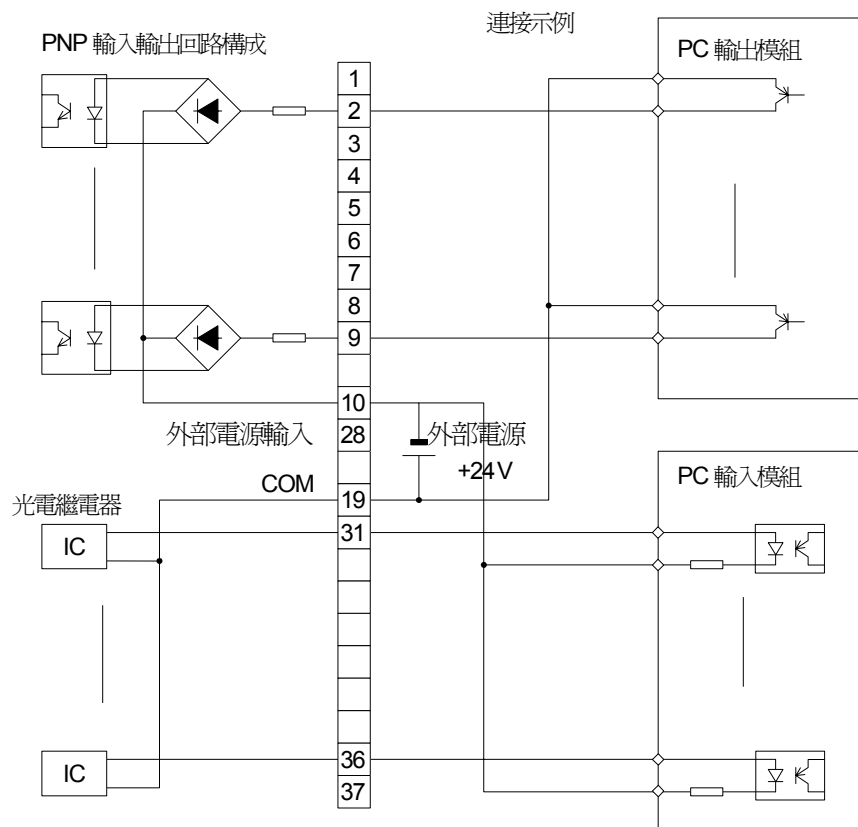 連接示例
PNP 輸入輸出回路構成
PC 輸出模組
1
2
3
4
5
6
7
8
9
10
外部電源輸入
28
外部電源
+24V
COM
19
PC 輸入模組
光電繼電器
31
IC
36
IC
37